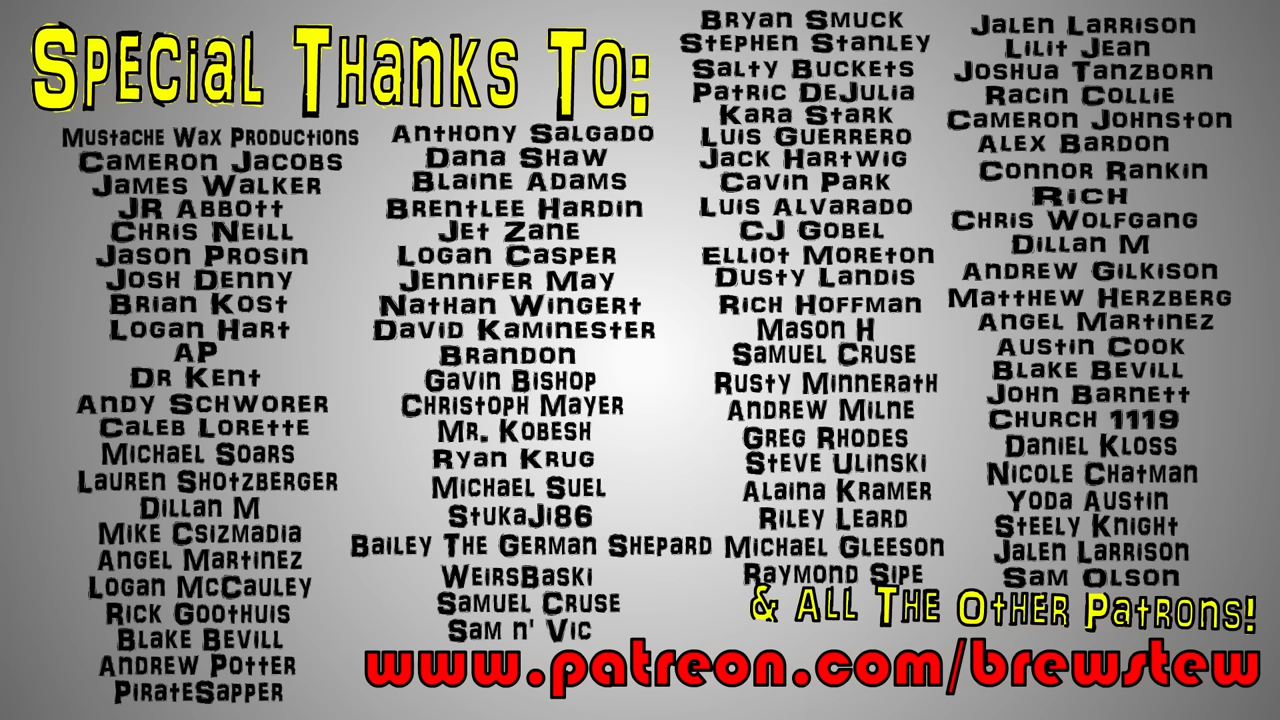 Special Thanks To:
Mustache Wax Productions
Cameron Jacobs
James Walker
JR Abbott
Chris Neill
Jason Prosin
Josh Denny
Brian Kost
Logan Hart
AP
Dr Kent
Andy Schworer
Caleb Lorette
Michael Soars
Lauren Shotzberger
Dillan M
Mike Csizmadia
Angel Martinez
Logan McCauley
Rick Goothuis
Blake Bevill
Andrew Potter
PirateSapper
Anthony Salgado
Dana Shaw
Blaine Adams
Brentlee Hardin
Jet Zane
Logan Casper
Jennifer May
Nathan Wingert
David Kaminester
Brandon
Gavin Bishop
Christoph Mayer
Mr. Kobesh
Ryan Krug
Michael Suel
StukaJi86
Bailey The German Shepard
WeirsBaski
Samuel Cruse
Sam n' Vic
Bryan Smuck
Stephen Stanley
Salty Buckets
Patric DeJulia
Kara Stark
Luis Guerrero
Jack Hartwig
Cavin Park
Luis Alvarado
CJ Gobel
Elliot Moreton
Dusty Landis
Rich Hoffman
Mason H
Samuel Cruse
Rusty Minnerath
Andrew Milne
Greg Rhodes
Steve Ulinski
Alaina Kramer
Riley Leard
Michael Gleeson
Raymond Sipe
Jalen Larrison
Lilit Jean
Joshua Tanzborn
Racin Collie
Cameron Johnston
Alex Bardon
Connor Rankin
Rich
Chris Wolfgang
Dillan M
Andrew Gilkison
Matthew Herzberg
Angel Martinez
Austin Cook
Blake Bevill
John Barnett
Church 1119
Daniel Kloss
Nicole Chatman
Yoda Austin
Steely Knight
Jalen Larrison
Sam Olson
& All The Other Patrons!
www.patreon.com/brewstew